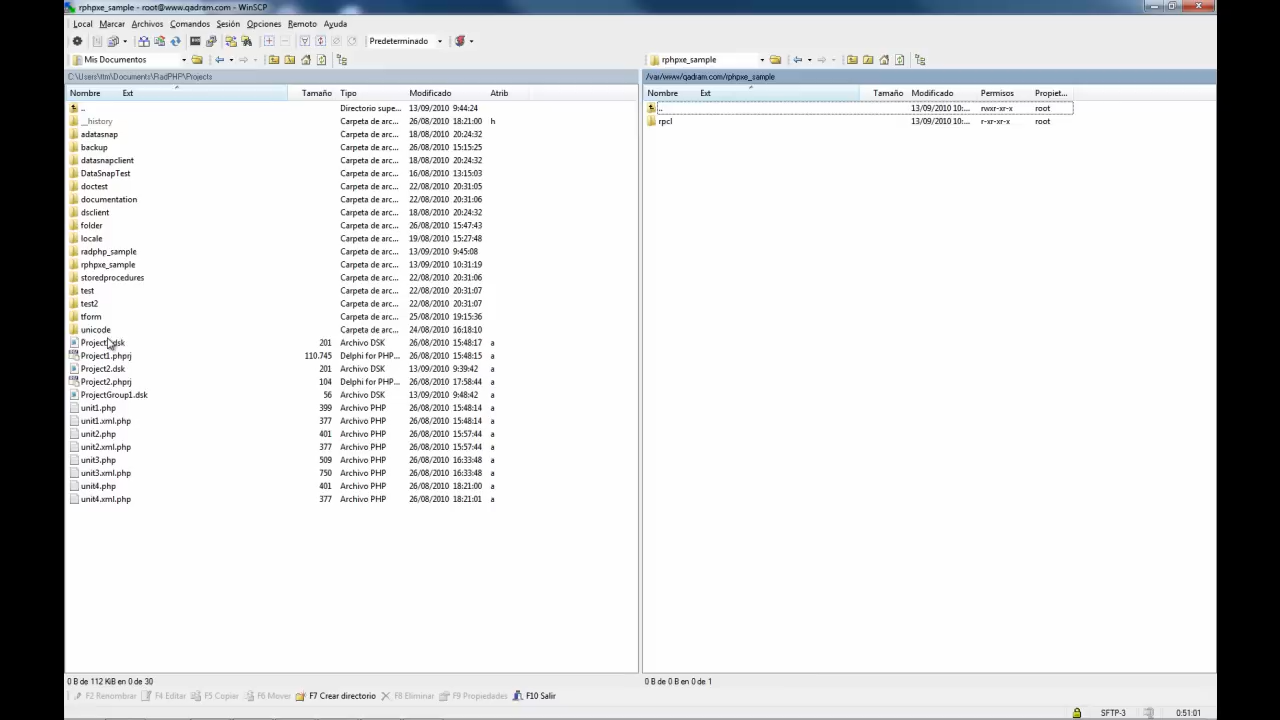 rphpxe_sample - root@www.qadram.com - WinSCP
Local Marcar Archivos Comandos Sesión Opciones Remoto Ayuda
Predeterminado
Mis Documentos rphpxe_sample
C:\Users\ttm\Documents\RadPHP\Projects /var/www/qadram.com/rphpxe_sample
Nombre Ext Tamaño Tipo Modificado Atrib Nombre Ext Tamaño Modificado Permisos Propiet...
.. Directorio supe... 13/09/2010 9:44:24 .. 13/09/2010 10:... rwxr-xr-x root
__history Carpeta de arc... 26/08/2010 18:21:00 h rpcl 13/09/2010 10:... r-xr-xr-x root
adatasnap Carpeta de arc... 18/08/2010 20:24:32
backup Carpeta de arc... 26/08/2010 15:15:25
datasnapclient Carpeta de arc... 18/08/2010 20:24:32
DataSnapTest Carpeta de arc... 16/08/2010 13:15:03
doctest Carpeta de arc... 22/08/2010 20:31:05
documentation Carpeta de arc... 22/08/2010 20:31:06
dsclient Carpeta de arc... 18/08/2010 20:24:32
folder Carpeta de arc... 26/08/2010 15:47:43
locale Carpeta de arc... 19/08/2010 15:27:48
radphp_sample Carpeta de arc... 13/09/2010 9:45:08
rphpxe_sample Carpeta de arc... 13/09/2010 10:31:19
storedprocedures Carpeta de arc... 22/08/2010 20:31:06
test Carpeta de arc... 22/08/2010 20:31:07
test2 Carpeta de arc... 22/08/2010 20:31:07
tform Carpeta de arc... 25/08/2010 19:15:36
unicode Carpeta de arc... 24/08/2010 16:18:10
201 Archivo DSK 26/08/2010 15:48:17 a
Project1.phprj 110.745 Delphi for PHP... 26/08/2010 15:48:15 a
Project2.dsk 201 Archivo DSK 13/09/2010 9:39:42 a
Project2.phprj 104 Delphi for PHP... 26/08/2010 17:58:44 a
ProjectGroup1.dsk 56 Archivo DSK 13/09/2010 9:48:42 a
unit1.php 399 Archivo PHP 26/08/2010 15:48:14 a
unit1.xml.php 377 Archivo PHP 26/08/2010 15:48:14 a
unit2.php 401 Archivo PHP 26/08/2010 15:57:44 a
unit2.xml.php 377 Archivo PHP 26/08/2010 15:57:44 a
unit3.php 509 Archivo PHP 26/08/2010 16:33:48 a
unit3.xml.php 750 Archivo PHP 26/08/2010 16:33:48 a
unit4.php 401 Archivo PHP 26/08/2010 18:21:00 a
unit4.xml.php 377 Archivo PHP 26/08/2010 18:21:01 a
0 B de 112 KiB en 0 de 30 0 B de 0 B en 0 de 1
F2 Renombrar F4 Editar F5 Copiar F6 Mover F7 Crear directorio F8 Eliminar F9 Propiedades F10 Salir
SFTP-3 0:51:01